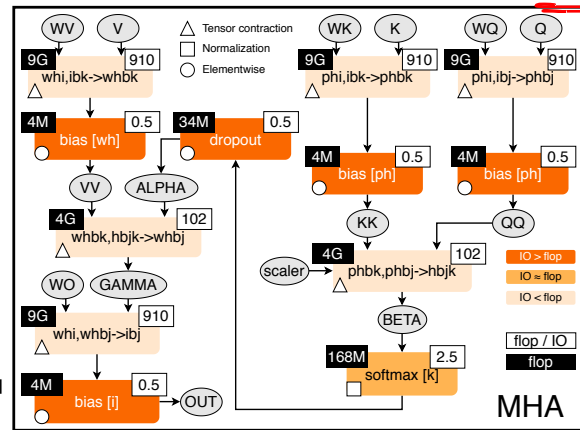 WV V
9G 910
whi,ibk->whbk
4M 0.5
bias [wh]
VV
4G 102
whbk,hbjk->whbj
WO GAMMA
9G 910
whi,whbj->ibj
4M 0.5
bias [i]
OUT
Tensor contraction
Normalization
Elementwise
34M 0.5
dropout
ALPHA
WK K
9G 910
phi,ibk->phbk
4M 0.5
bias [ph]
KK
WQ Q
9G 910
phi,ibj->phbj
4M 0.5
bias [ph]
QQ
scaler
4G 102
phbk,phbj->hbjk
BETA
168M 2.5
softmax [k]
IO > flop
IO ≈ flop
IO < flop
flop / IO
flop
MHA